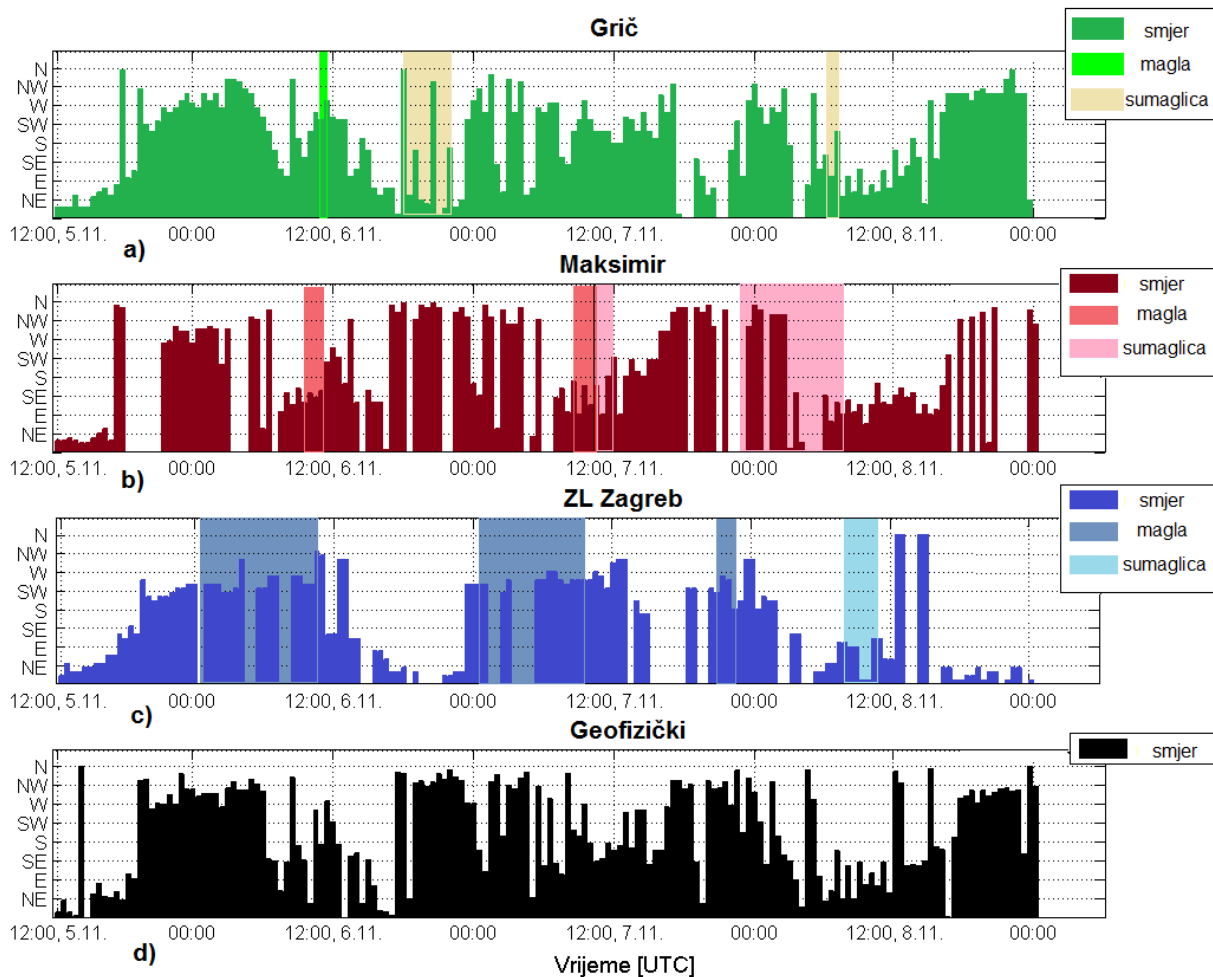 Grič
smjer
magla
sumaglica
N
NW
W
SW
S
SE
E
NE
12:00, 5.11. 00:00 12:00, 6.11. 00:00 12:00, 7.11. 00:00 12:00, 8.11. 00:00
a)
Maksimir
smjer
magla
sumaglica
N
NW
W
SW
S
SE
E
NE
12:00, 5.11. 00:00 12:00, 6.11. 00:00 12:00, 7.11. 00:00 12:00, 8.11. 00:00
b)
ZL Zagreb
smjer
magla
sumaglica
N
NW
W
SW
S
SE
E
NE
12:00, 5.11. 00:00 12:00, 6.11. 00:00 12:00, 7.11. 00:00 12:00, 8.11. 00:00
c)
Geofizički
smjer
N
NW
W
SW
S
SE
E
NE
12:00, 5.11. 00:00 12:00, 6.11. 00:00 12:00, 7.11. 00:00 12:00, 8.11. 00:00
d)
Vrijeme [UTC]